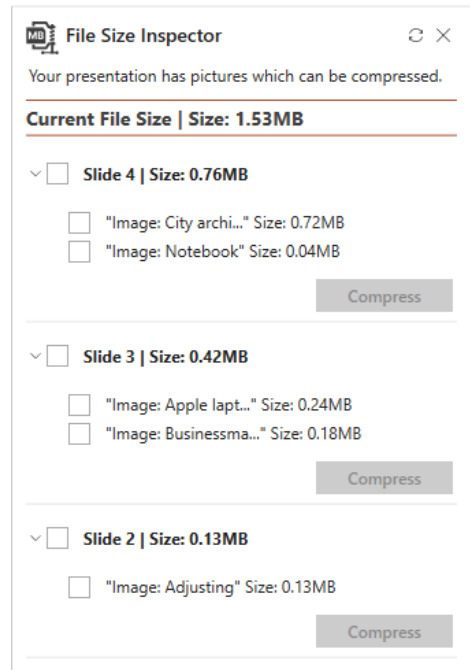 MB
File Size Inspector
Your presentation has pictures which can be compressed.
Current File Size | Size: 1.53MB
Slide 4 | Size: 0.76MB
"Image: City archi..." Size: 0.72MB
"Image: Notebook" Size: 0.04MB
Compress
Slide 3 | Size: 0.42MB
"Image: Apple lapt..." Size: 0.24MB
"Image: Businessma..." Size: 0.18MB
Compress
Slide 2 | Size: 0.13MB
"Image: Adjusting" Size: 0.13MB
Compress